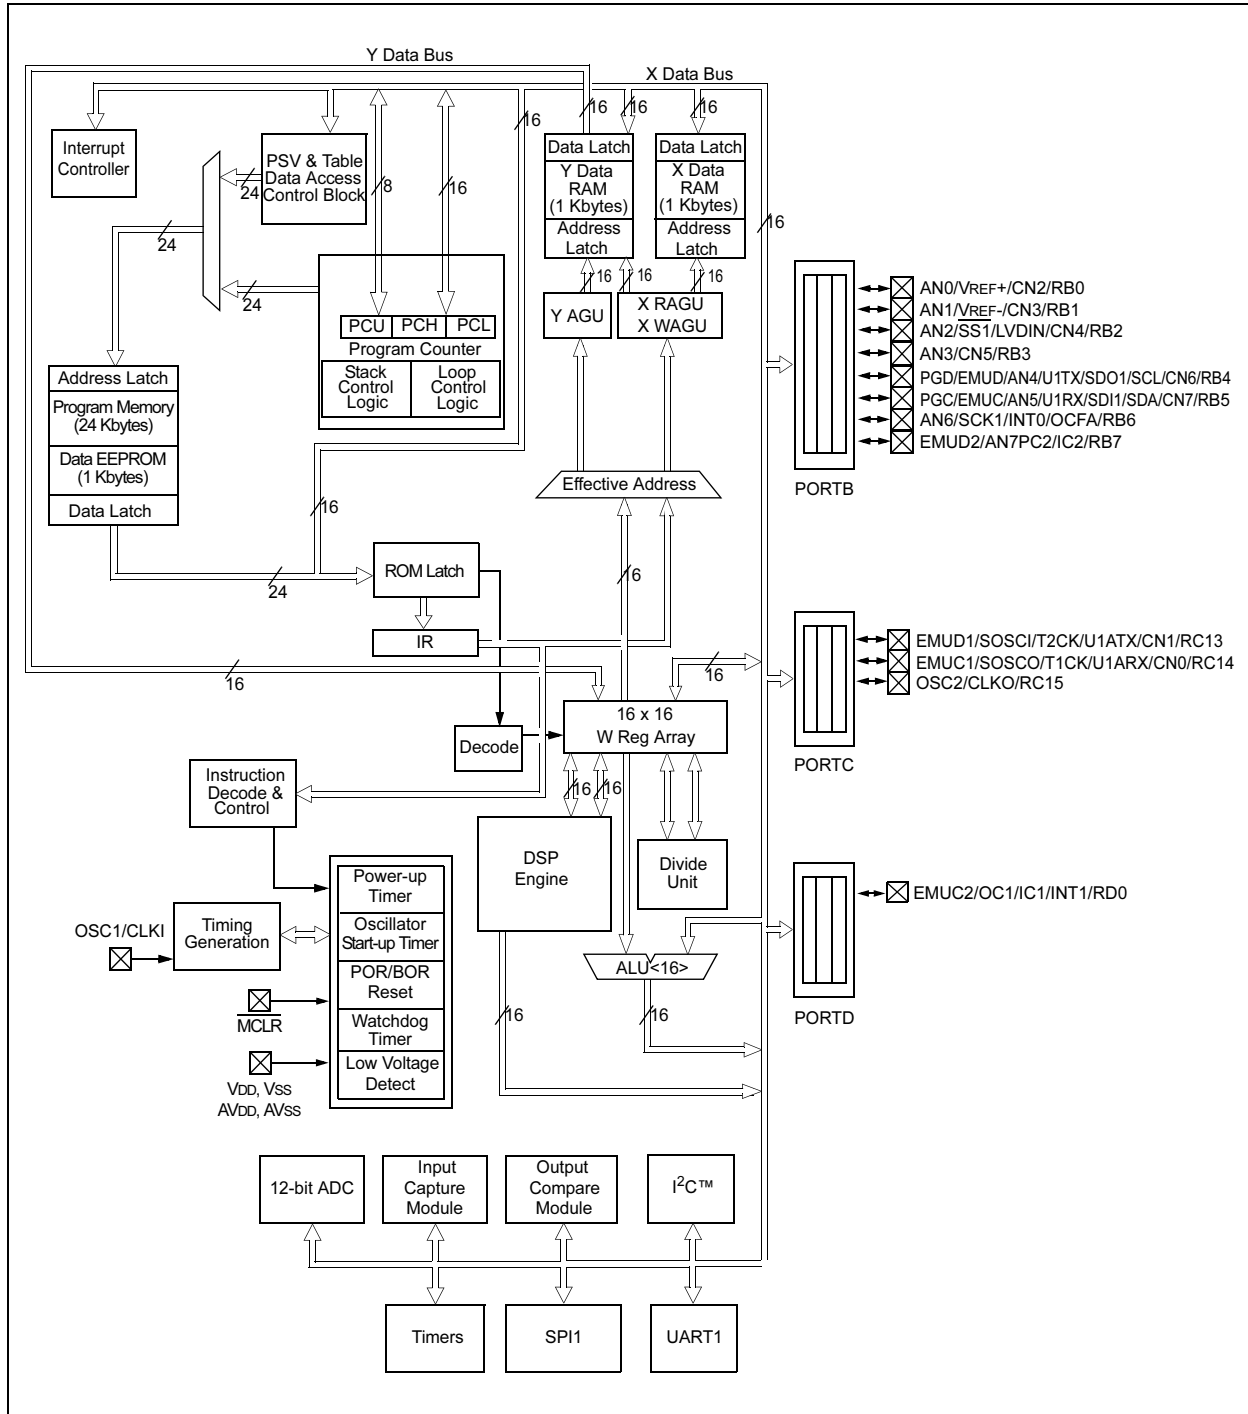 Y Data Bus
X Data Bus
16
16
16
16
Interrupt
Controller
PSV & Table
Data Access
Control Block
24
24
8
16
Data Latch
Y Data
RAM
(1 Kbytes)
Address
Latch
Data Latch
X Data
RAM
(1 Kbytes)
Address
Latch
16
24
16
16
16
Y AGU
X RAGU
X WAGU
PCU
PCH
PCL
Program Counter
Stack
Control
Logic
Loop
Control
Logic
Address Latch
Program Memory
(24 Kbytes)
Data EEPROM
(1 Kbytes)
Data Latch
16
24
Effective Address
16
ROM Latch
IR
16
16
16 x 16
W Reg Array
Decode
Instruction
Decode &
Control
16
16
DSP
Engine
Divide
Unit
Power-up
Timer
Oscillator
Start-up Timer
POR/BOR
Reset
Watchdog
Timer
Low Voltage
Detect
OSC1/CLKI
Timing
Generation
MCLR
VDD, VSS
AVDD, AVSS
ALU<16>
16
16
AN0/VREF+/CN2/RB0
AN1/VREF-/CN3/RB1
AN2/SS1/LVDIN/CN4/RB2
AN3/CN5/RB3
PGD/EMUD/AN4/U1TX/SDO1/SCL/CN6/RB4
PGC/EMUC/AN5/U1RX/SDI1/SDA/CN7/RB5
AN6/SCK1/INT0/OCFA/RB6
EMUD2/AN7PC2/IC2/RB7
PORTB
EMUD1/SOSCI/T2CK/U1ATX/CN1/RC13
EMUC1/SOSCO/T1CK/U1ARX/CN0/RC14
OSC2/CLKO/RC15
PORTC
EMUC2/OC1/IC1/INT1/RD0
PORTD
12-bit ADC
Input
Capture
Module
Output
Compare
Module
I2C™
Timers
SPI1
UART1